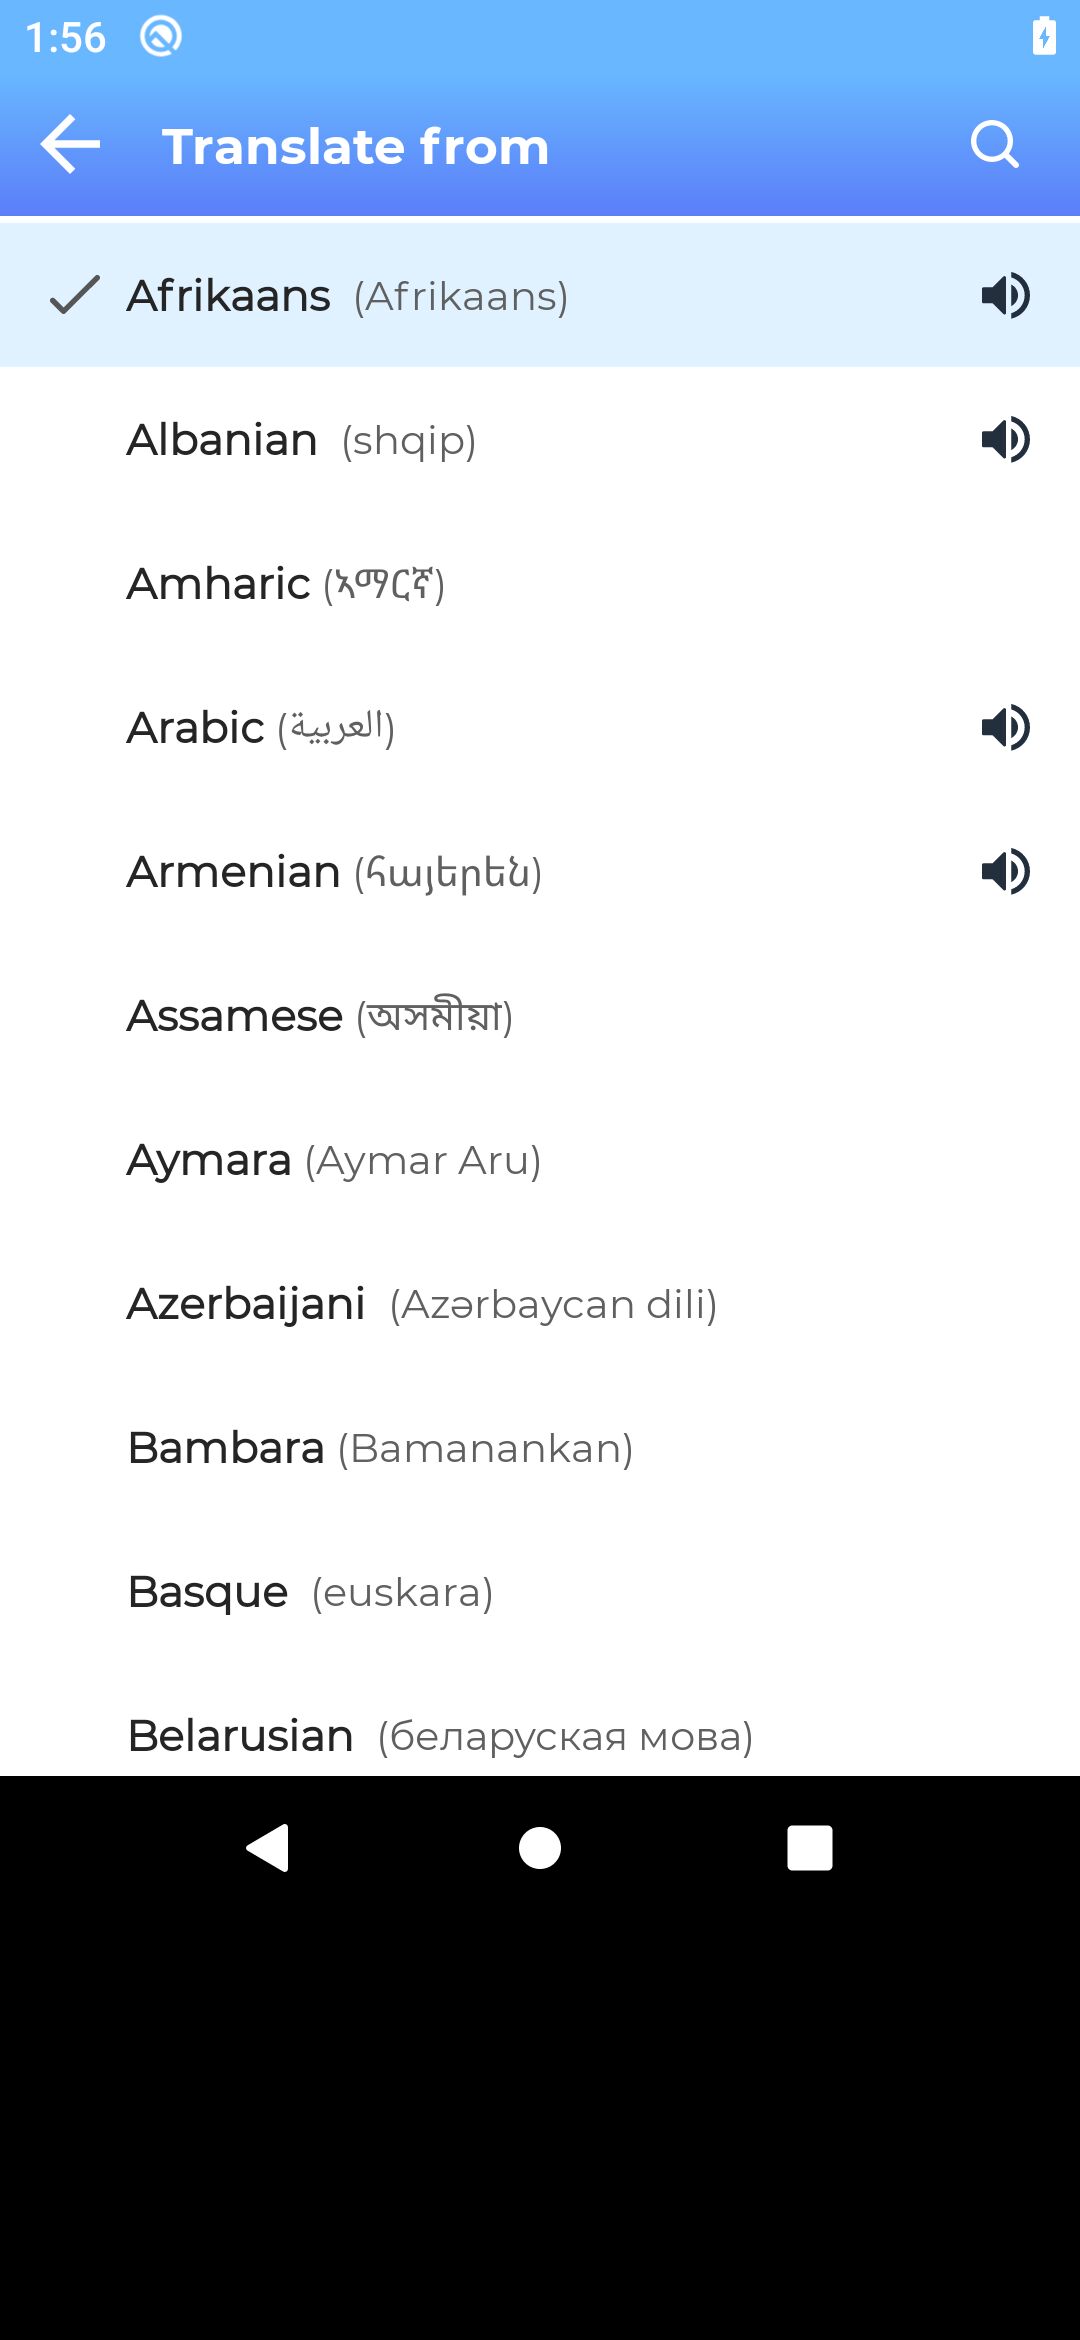 1:56
Translate from
Afrikaans (Afrikaans)
Albanian (shqip)
Amharic (ኣማርኛ)
Arabic (العربية)
Armenian (հայերեն)
Assamese (অসমীয়া)
Aymara (Aymar Aru)
Azerbaijani (Azərbaycan dili)
Bambara (Bamanankan)
Basque (euskara)
Belarusian (беларуская мова)